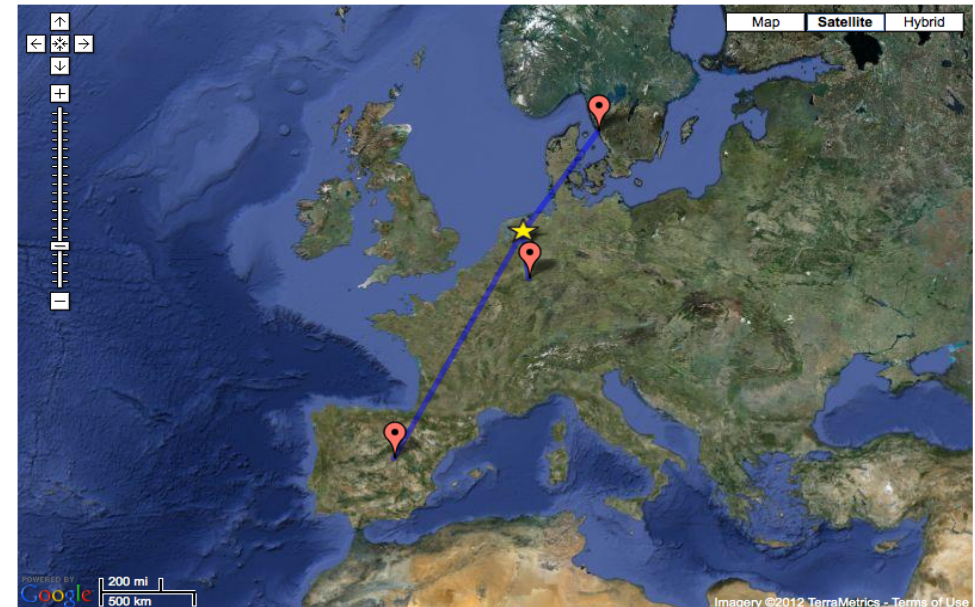 Map Satellite Hybrid
POWERED BY
Google
200 mi
500 km
Imagery ©2012 TerraMetrics - Terms of Use